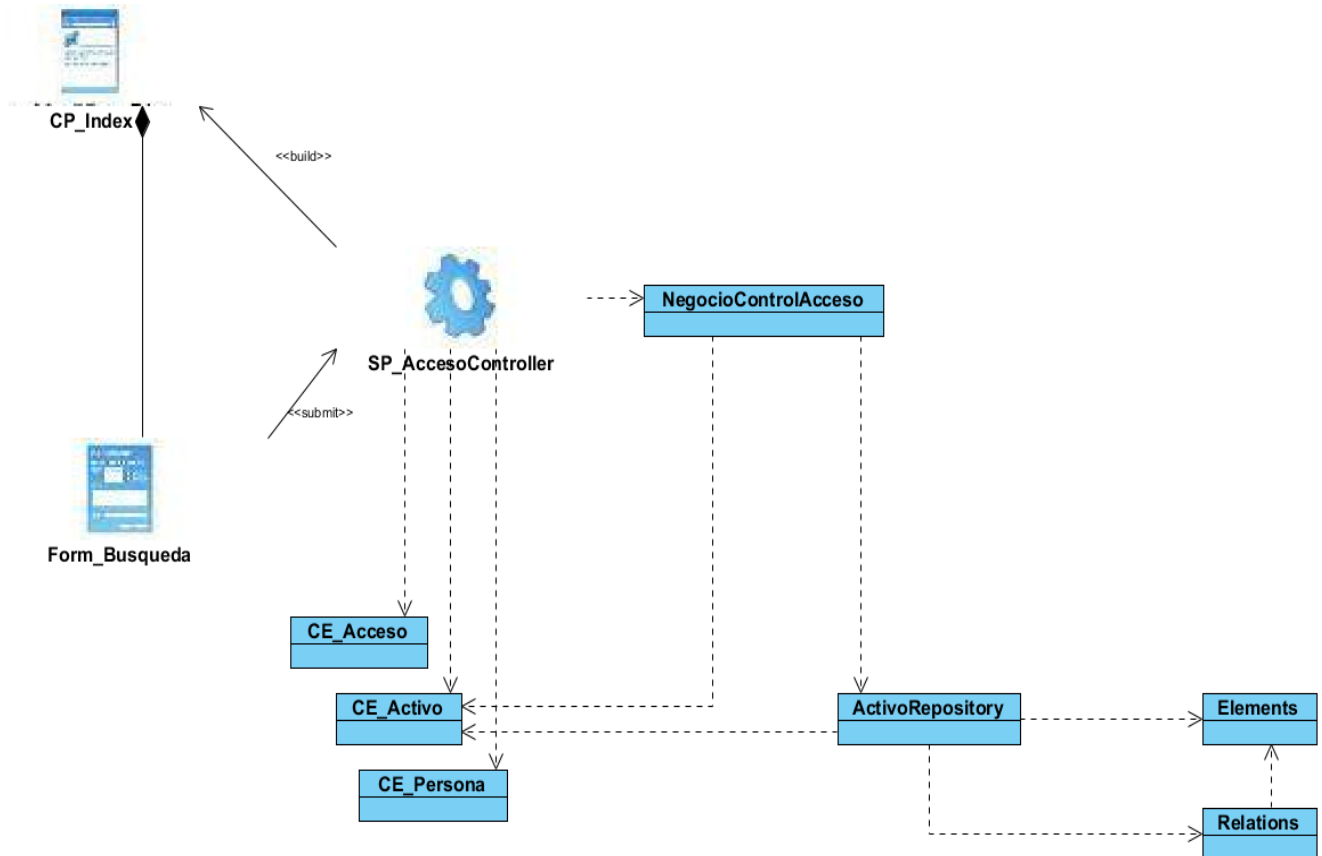 CP_Index
<<build>>
NegocioControlAcceso
SP_AccesoController
<<submit>>
Form_Busqueda
CE_Acceso
CE_Activo
ActivoRepository
Elements
CE_Persona
Relations